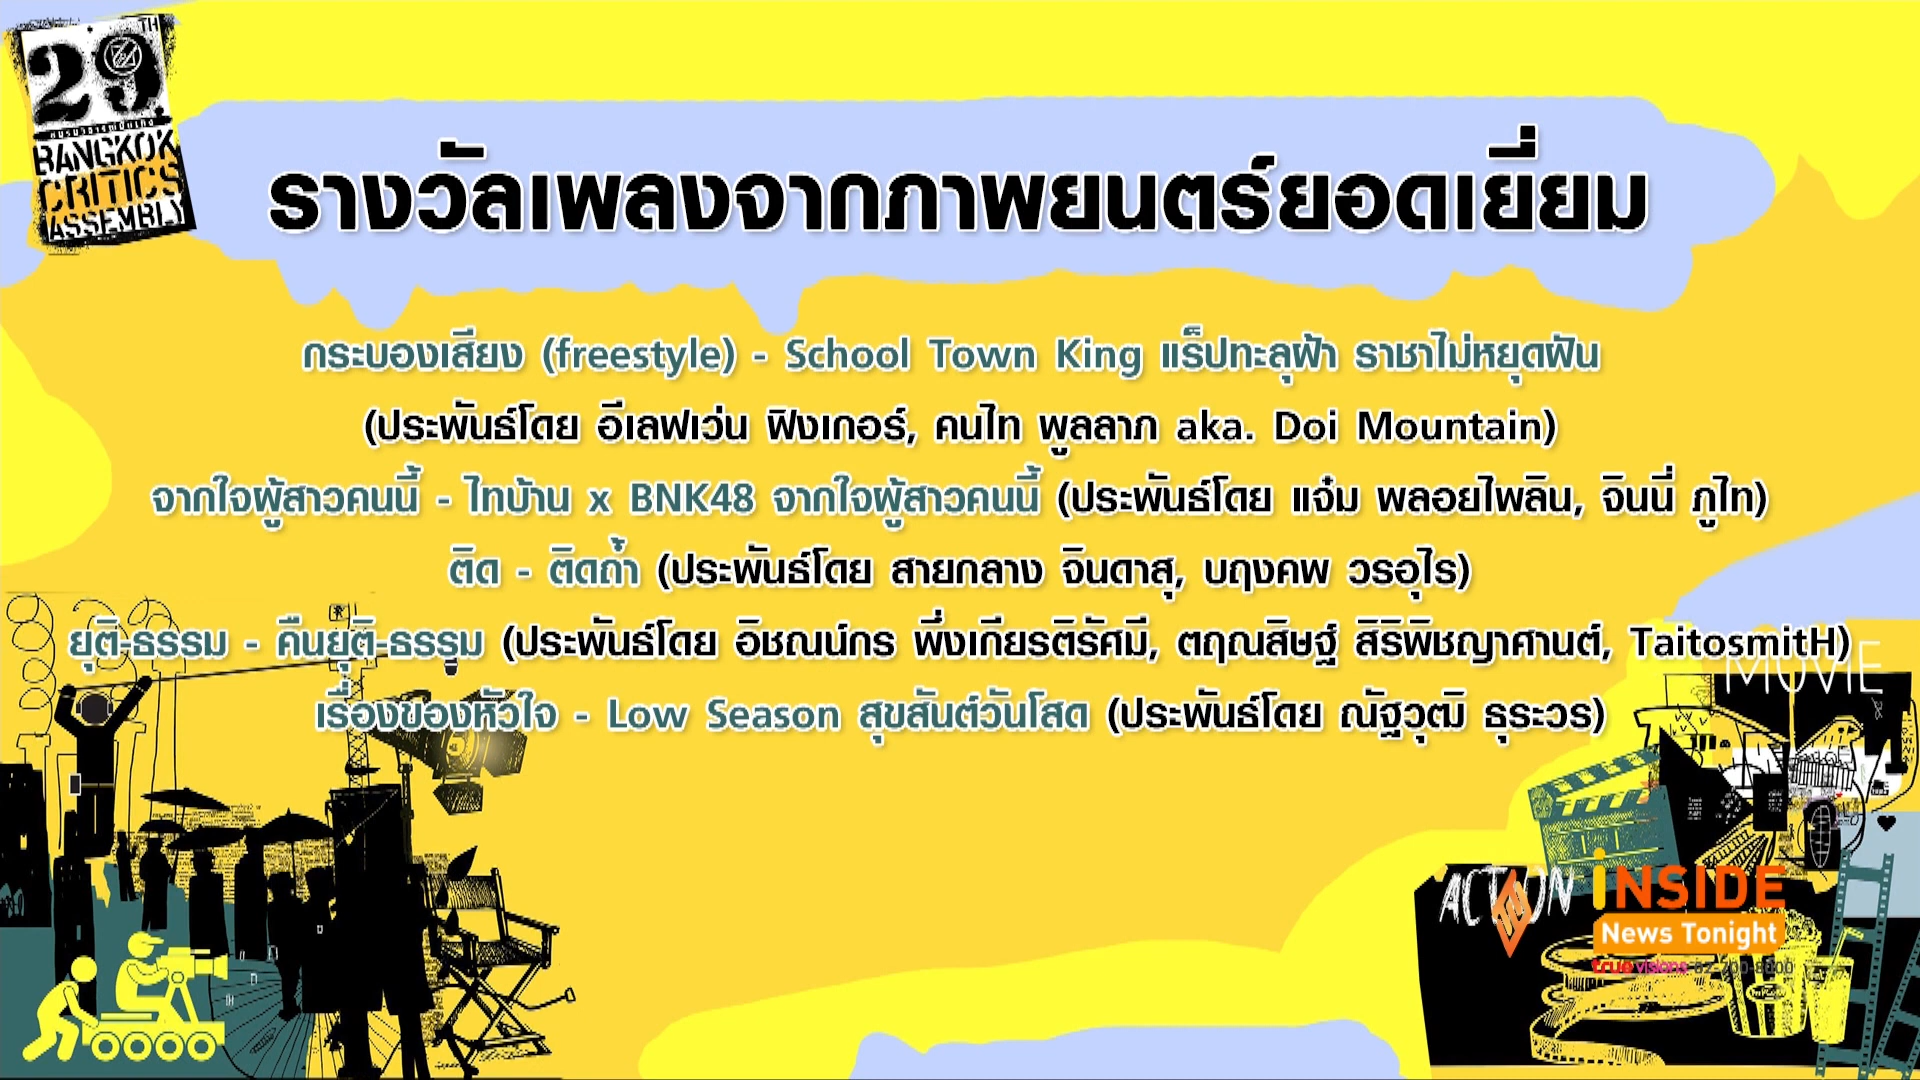 29TH
BANGKOK
CRITICS
ASSEMBLY
รางวัลเพลงจากภาพยนตร์ยอดเยี่ยม
กระบองเสียง (freestyle) - School Town King แร็ปทะลุฝ้า ราชาไม่หยุดฝัน
(ประพันธ์โดย อีเลฟเว่น ฟิงเกอร์, คนไท พูลลาภ aka. Doi Mountain)
จากใจผู้สาวคนนี้ - ไทบ้าน x BNK48 จากใจผู้สาวคนนี้ (ประพันธ์โดย แจ๋ม พลอยไพลิน, จินนี่ ภูไท)
ติด - ติดถ้ำ (ประพันธ์โดย สายกลาง จินดาสุ, บฤงคพ วรอุไร)
ยุติ-ธรรม - คืนยุติ-ธรรม (ประพันธ์โดย อิชณน์กร พึ่งเกียรติรัศมี, ตฤณสิษฐ์ สิริพิชญาศานต์, TaitosmitH)
เรื่องของหัวใจ - Low Season สุขสันต์วันโสด (ประพันธ์โดย ณัฐวุฒิ ธุระวร)
MOVIE
ACTION
iNSIDE
News Tonight
truevisions 02-700-8000